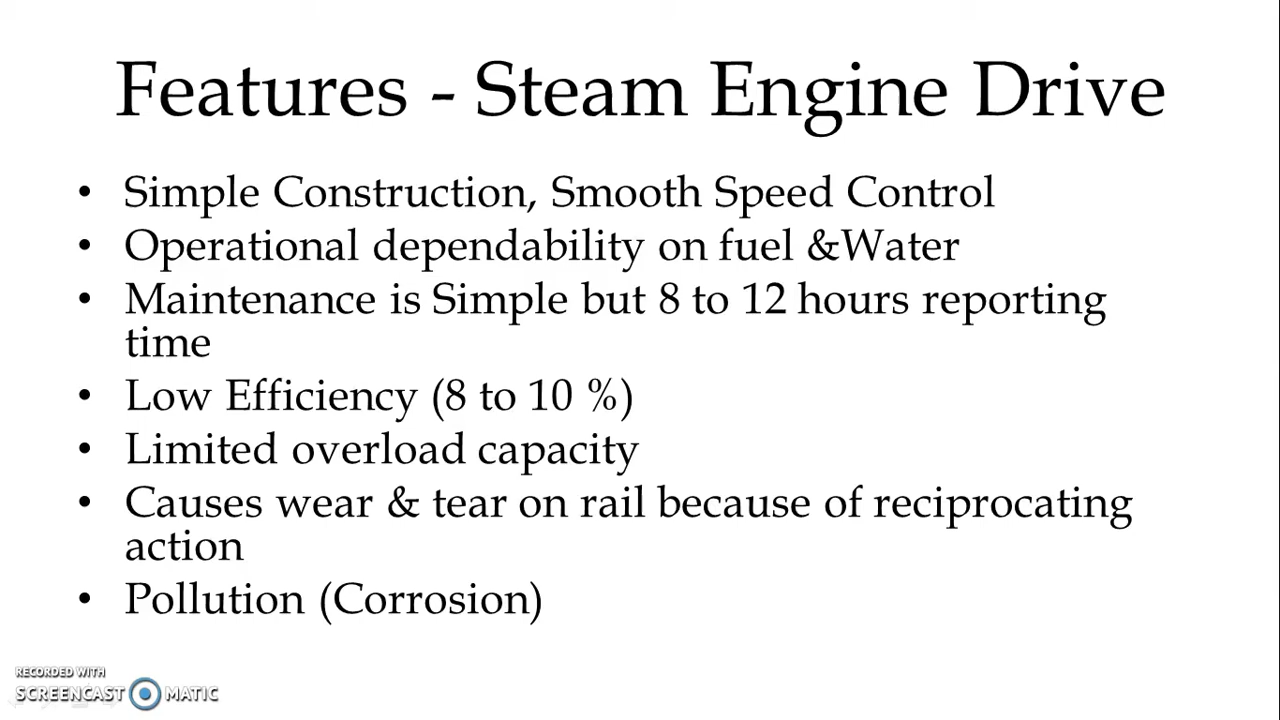 Features - Steam Engine Drive
• Simple Construction, Smooth Speed Control
• Operational dependability on fuel &Water
• Maintenance is Simple but 8 to 12 hours reporting
time
• Low Efficiency (8 to 10 %)
• Limited overload capacity
• Causes wear & tear on rail because of reciprocating
action
• Pollution (Corrosion)
RECORDED WITH
SCREENCAST MATIC